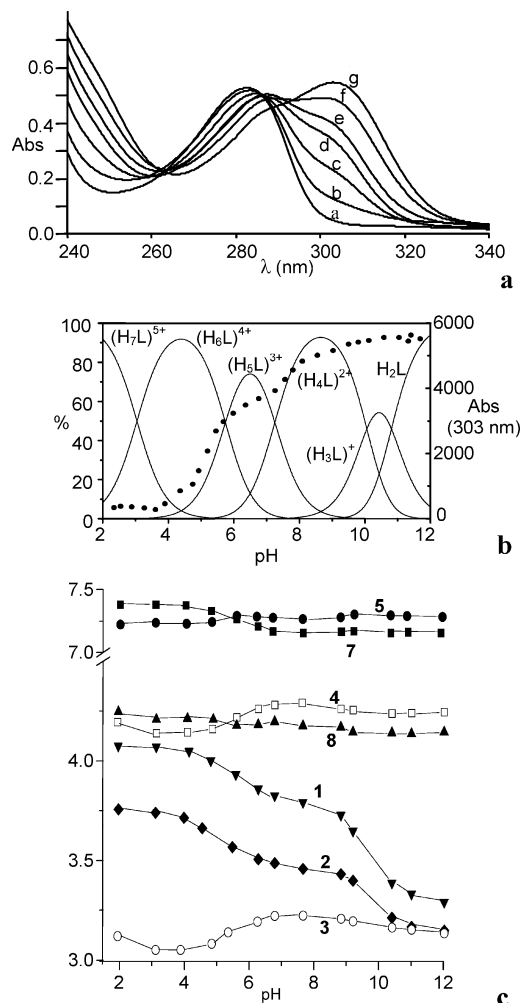 0.6
Abs
0.4
0.2
0.0
g
f
e
d
c
b
a
240 260 280 300 320 340
λ (nm)
a
100
80
60
%
40
20
0
(H7L)5+
(H6L)4+
(H5L)3+
(H4L)2+
(H3L)+
H2L
6000
4000
Abs
(303 nm)
2000
0
2 4 6 8 10 12
pH
b
7.5
7.0
4.0
3.5
3.0
5
7
4
8
1
2
3
2 4 6 8 10 12
pH
c